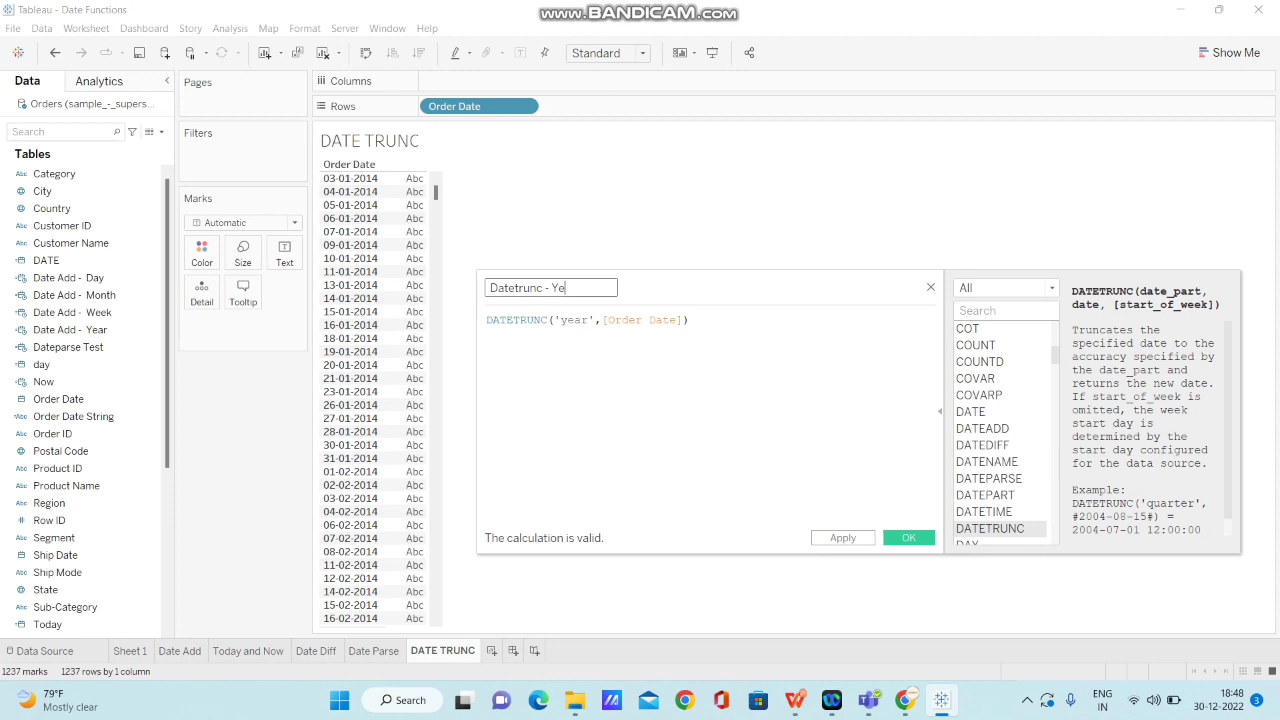 Tableau - Date Functions
www.BANDICAM.com
File Data Worksheet Dashboard Story Analysis Map Format Server Window Help
Standard
Show Me
Data Analytics
Pages
Columns
Orders (sample_-_supers...
Rows
Order Date
Search
Filters
DATE TRUNC
Tables
Order Date
Category
City
Country
Customer ID
Customer Name
DATE
Date Add - Day
Date Add - Month
Date Add - Week
Date Add - Year
Dateparse Test
day
Now
Order Date
Order Date String
Order ID
Postal Code
Product ID
Product Name
Region
Row ID
Segment
Ship Date
Ship Mode
State
Sub-Category
Today
Marks
Automatic
Color Size Text
Detail Tooltip
03-01-2014 Abc
04-01-2014 Abc
05-01-2014 Abc
06-01-2014 Abc
07-01-2014 Abc
09-01-2014 Abc
10-01-2014 Abc
11-01-2014 Abc
13-01-2014 Abc
14-01-2014 Abc
15-01-2014 Abc
16-01-2014 Abc
18-01-2014 Abc
19-01-2014 Abc
20-01-2014 Abc
21-01-2014 Abc
23-01-2014 Abc
26-01-2014 Abc
27-01-2014 Abc
28-01-2014 Abc
30-01-2014 Abc
31-01-2014 Abc
01-02-2014 Abc
02-02-2014 Abc
03-02-2014 Abc
04-02-2014 Abc
06-02-2014 Abc
07-02-2014 Abc
08-02-2014 Abc
11-02-2014 Abc
12-02-2014 Abc
14-02-2014 Abc
15-02-2014 Abc
16-02-2014 Abc
Datetrunc - Ye
DATETRUNC('year',[Order Date])
The calculation is valid.
Apply
OK
All
Search
COT
COUNT
COUNTD
COVAR
COVARP
DATE
DATEADD
DATEDIFF
DATENAME
DATEPARSE
DATEPART
DATETIME
DATETRUNC
DAY
DATETRUNC(date_part,
date, [start_of_week])
Truncates the
specified date to the
accuracy specified by
the date_part and
returns the new date.
If start_of_week is
omitted, the week
start day is
determined by the
start day configured
for the data source.
Example:
DATETRUNC('quarter',
#2004-08-15#) =
2004-07-01 12:00:00
Data Source Sheet 1 Date Add Today and Now Date Diff Date Parse DATE TRUNC
1237 marks 1237 rows by 1 column
79°F
Mostly clear
Search
ENG
IN
18:48
30-12-2022
3